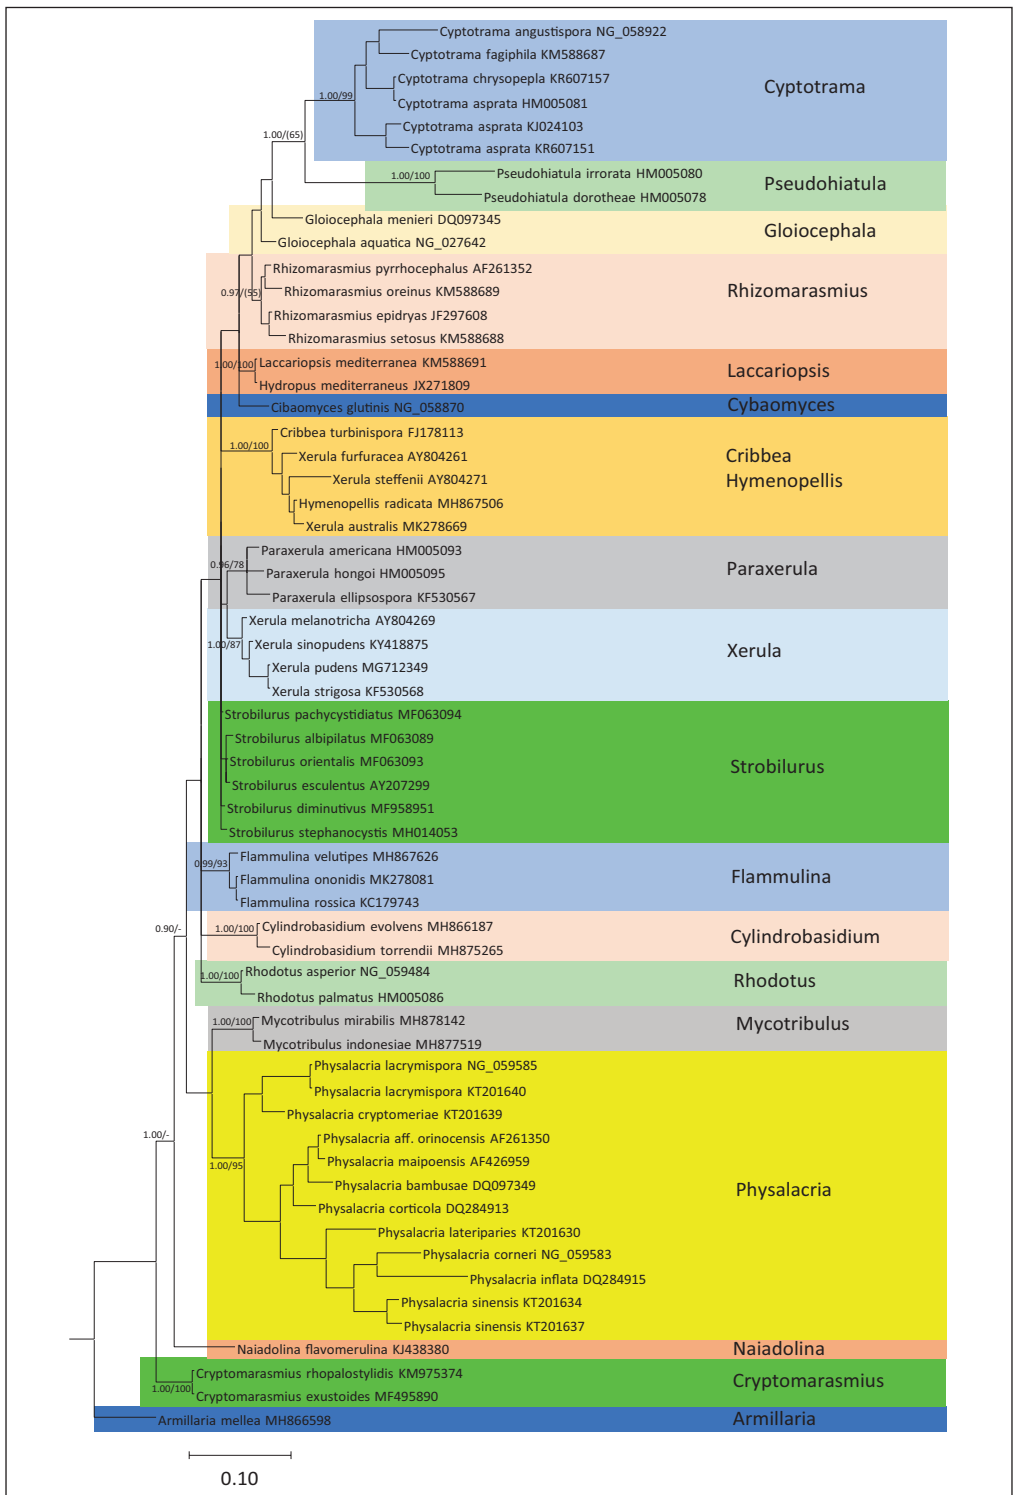 Cyptotrama angustispora NG_058922
Cyptotrama fagiphila KM588687
Cyptotrama chrysopepla KR607157
Cyptotrama
1.00/99
Cyptotrama asprata HM005081
Cyptotrama asprata KJ024103
1.00/(65)
Cyptotrama asprata KR607151
1.00/100
Pseudohiatula irrorata HM005080
Pseudohiatula
Pseudohiatula dorotheae HM005078
Gloiocephala menieri DQ097345
Gloiocephala
Gloiocephala aquatica NG_027642
Rhizomarasmius pyrrhocephalus AF261352
0.97/(55)
Rhizomarasmius oreinus KM588689
Rhizomarasmius
Rhizomarasmius epidryas JF297608
Rhizomarasmius setosus KM588688
1.00/100
Laccariopsis mediterranea KM588691
Laccariopsis
Hydropus mediterraneus JX271809
Cibaomyces glutinis NG_058870
Cybaomyces
Cribbea turbinispora FJ178113
1.00/100
Xerula furfuracea AY804261
Cribbea
Xerula steffenii AY804271
Hymenopellis
Hymenopellis radicata MH867506
Xerula australis MK278669
Paraxerula americana HM005093
0.96/78
Paraxerula hongoi HM005095
Paraxerula
Paraxerula ellipsospora KF530567
Xerula melanotricha AY804269
1.00/87
Xerula sinopudens KY418875
Xerula
Xerula pudens MG712349
Xerula strigosa KF530568
Strobilurus pachycystidiatus MF063094
Strobilurus albipilatus MF063089
Strobilurus orientalis MF063093
Strobilurus
Strobilurus esculentus AY207299
Strobilurus diminutivus MF958951
Strobilurus stephanocystis MH014053
0.99/93
Flammulina velutipes MH867626
Flammulina ononidis MK278081
Flammulina
Flammulina rossica KC179743
0.90/-
1.00/100
Cylindrobasidium evolvens MH866187
Cylindrobasidium
Cylindrobasidium torrendii MH875265
1.00/100
Rhodotus asperior NG_059484
Rhodotus
Rhodotus palmatus HM005086
1.00/100
Mycotribulus mirabilis MH878142
Mycotribulus
Mycotribulus indonesiae MH877519
Physalacria lacrymispora NG_059585
Physalacria lacrymispora KT201640
Physalacria cryptomeriae KT201639
1.00/-
Physalacria aff. orinocensis AF261350
1.00/95
Physalacria maipoensis AF426959
Physalacria bambusae DQ097349
Physalacria
Physalacria corticola DQ284913
Physalacria lateriparies KT201630
Physalacria corneri NG_059583
Physalacria inflata DQ284915
Physalacria sinensis KT201634
Physalacria sinensis KT201637
Naiadolina flavomerulina KJ438380
Naiadolina
Cryptomarasmius rhopalostylidis KM975374
Cryptomarasmius
1.00/100
Cryptomarasmius exustoides MF495890
Armillaria mellea MH866598
Armillaria
0.10